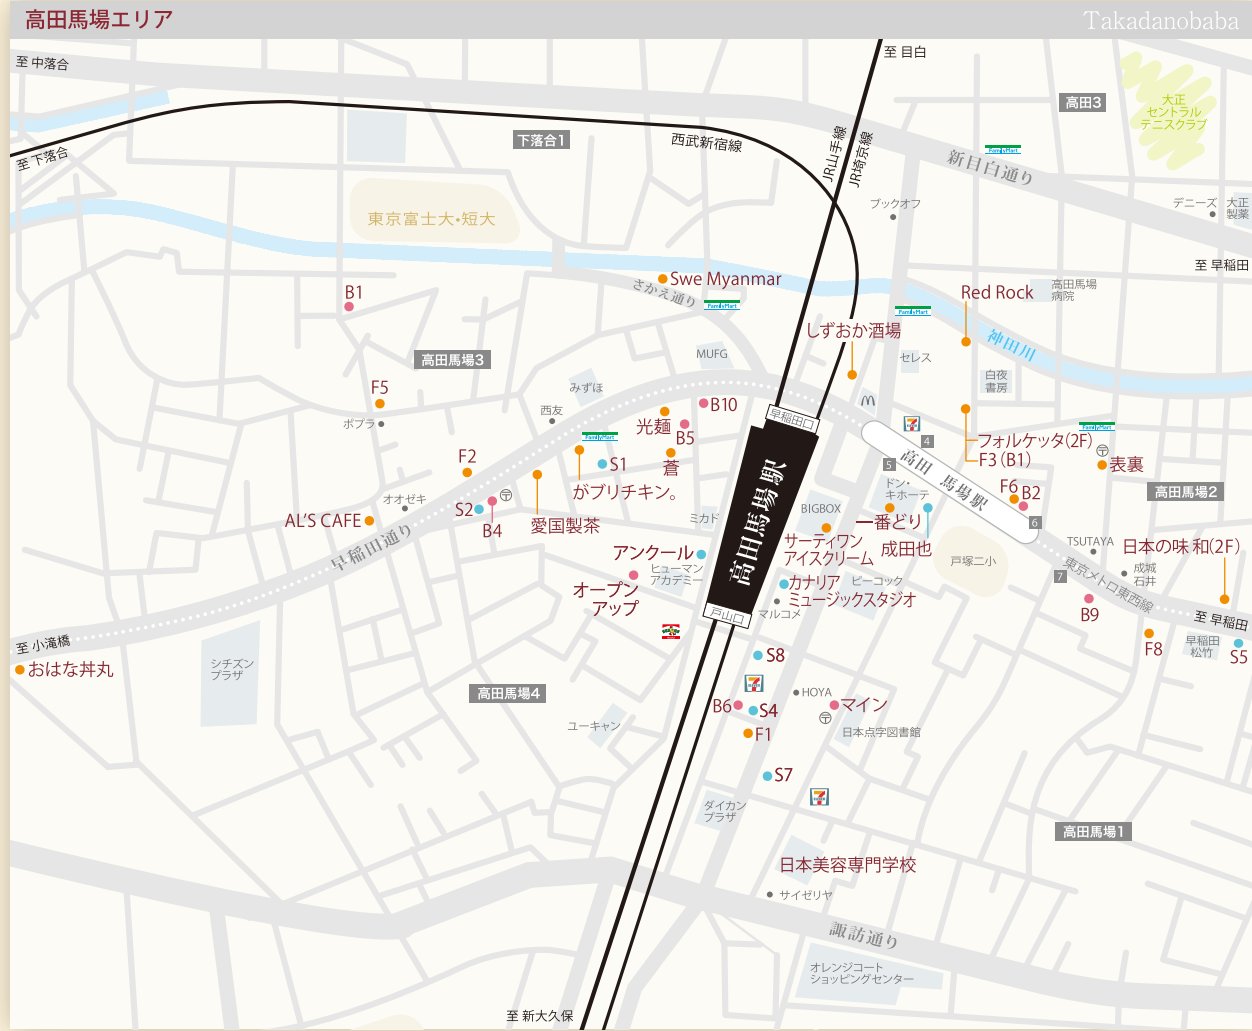 高田馬場エリア
Takadanobaba
至 中落合
至 目白
高田3
大正
セントラル
テニスクラブ
至 下落合
下落合1
西武新宿線
JR山手線
JR埼京線
FamilyMart
新目白通り
ブックオフ
デニーズ
大正
製薬
東京富士大・短大
至 早稲田
Swe Myanmar
さかえ通り
FamilyMart
B1
Red Rock
高田馬場
病院
FamilyMart
しずおか酒場
神田川
高田馬場3
MUFG
セレス
白夜
書房
F5
みずほ
ポプラ
西友
光麺
B10
B5
早稲田口
7
4
FamilyMart
FamilyMart
フォルケッタ(2F)
F3 (B1)
表裏
F2
S1
蒼
がブリチキン。
高田 馬場駅
5
ドン・
キホーテ
F6
B2
高田馬場2
オオゼキ
S2
B4
AL'S CAFE
愛国製茶
ミカド
BIGBOX
一番どり
成田也
6
早稲田通り
高田馬場駅
サーティワン
アイスクリーム
TSUTAYA
日本の味 和(2F)
アンクール
ヒューマン
アカデミー
戸塚二小
成城
石井
オープン
アップ
カナリア
ミュージックスタジオ
ピーコック
7
東京メトロ東西線
マルコメ
戸山口
B9
至 早稲田
至 小滝橋
おはな丼丸
シチズン
プラザ
F8
早稲田
松竹
S5
S8
高田馬場4
7
HOYA
B6
S4
マイン
F1
日本点字図書館
ユーキャン
S7
7
ダイカン
プラザ
高田馬場1
日本美容専門学校
サイゼリヤ
諏訪通り
オレンジコート
ショッピングセンター
至 新大久保